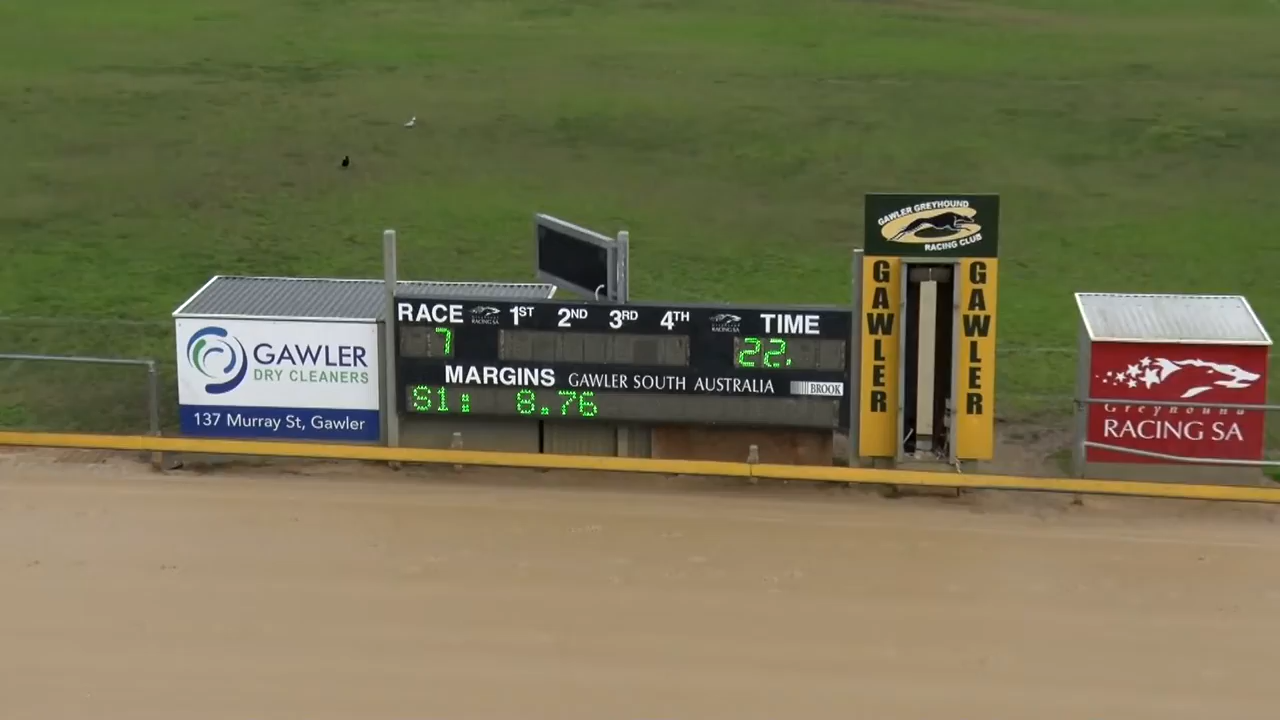 GAWLER GREYHOUND
RACING CLUB
GAWLER
GAWLER
RACE 1ST 2ND 3RD 4TH TIME
7 22.
MARGINS GAWLER SOUTH AUSTRALIA BROOK
S1: 8.76
GAWLER
DRY CLEANERS
137 Murray St, Gawler
Greyhound
RACING SA